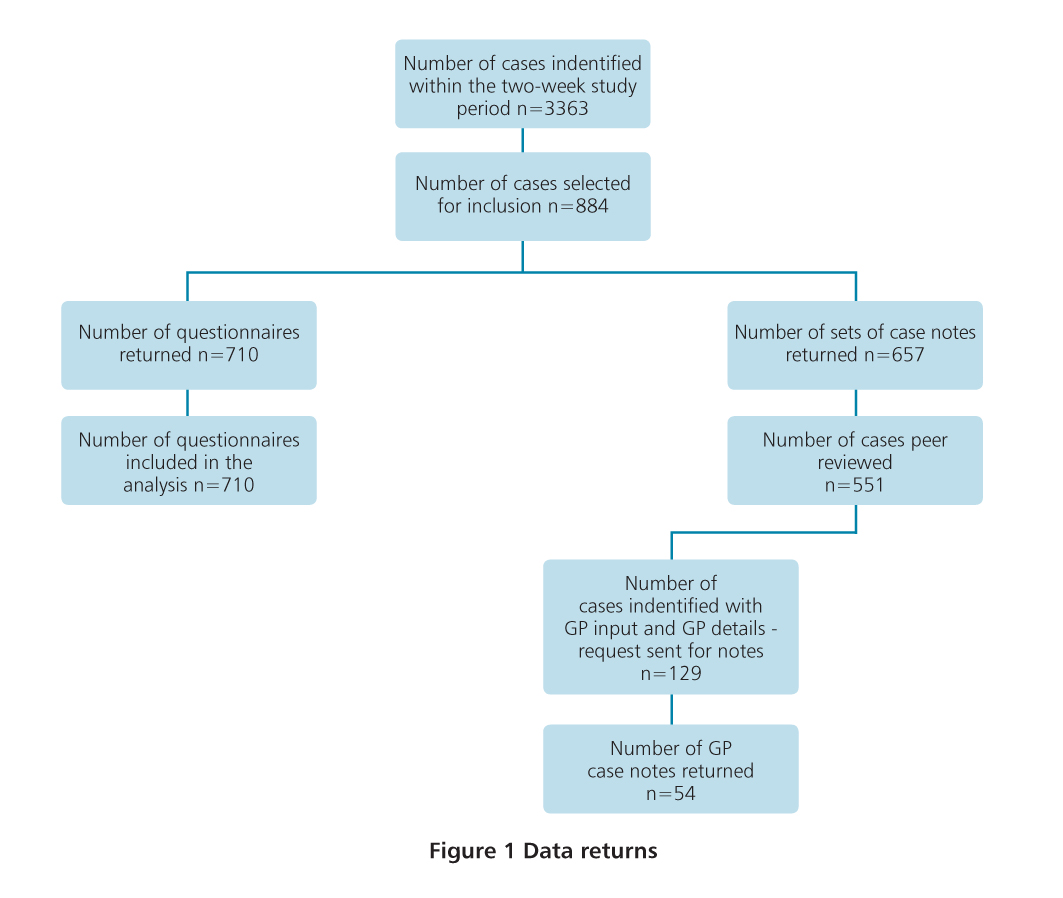 Number of cases indentified
within the two-week study
period n=3363
Number of cases selected
for inclusion n=884
Number of questionnaires
returned n=710
Number of sets of case notes
returned n=657
Number of questionnaires
included in the
analysis n=710
Number of cases peer
reviewed
n=551
Number of
cases indentified with
GP input and GP details -
request sent for notes
n=129
Number of GP
case notes returned
n=54
Figure 1 Data returns